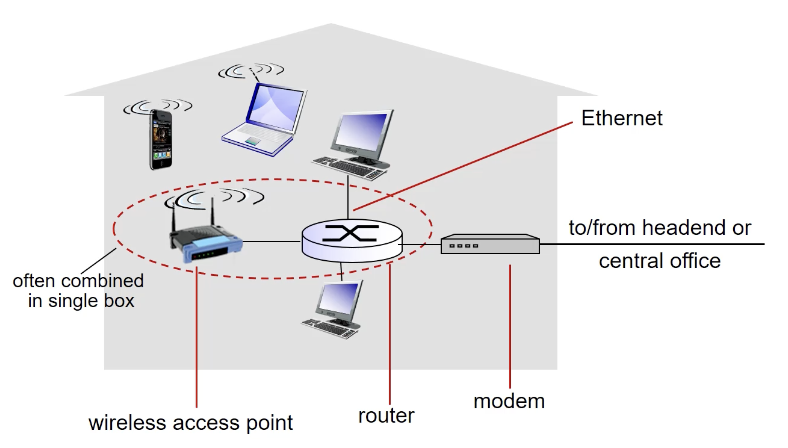 Ethernet
to/from headend or
central office
often combined
in single box
wireless access point
router
modem